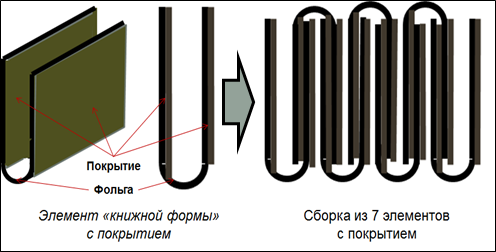 Покрытие
Фольга
Элемент «книжной формы»
с покрытием
Сборка из 7 элементов
с покрытием